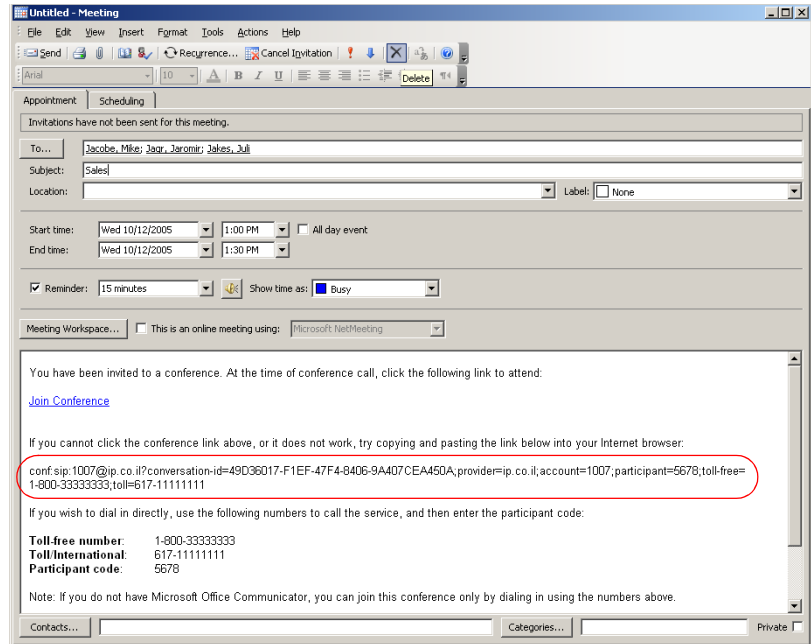 Untitled - Meeting
File Edit View Insert Format Tools Actions Help
Send Recurrence... Cancel Invitation
Arial 10 Delete
Appointment Scheduling
Invitations have not been sent for this meeting.
To... Jacobe, Mike; Jagr, Jaromir; Jakes, Juli
Subject: Sales
Location: Label: None
Start time: Wed 10/12/2005 1:00 PM All day event
End time: Wed 10/12/2005 1:30 PM
Reminder: 15 minutes Show time as: Busy
Meeting Workspace... This is an online meeting using: Microsoft NetMeeting
You have been invited to a conference. At the time of conference call, click the following link to attend:
Join Conference
If you cannot click the conference link above, or it does not work, try copying and pasting the link below into your Internet browser:
conf:sip:1007@ip.co.il?conversation-id=49D36017-F1EF-47F4-8406-9A407CEA450A;provider=ip.co.il;account=1007;participant=5678;toll-free=
1-800-33333333;toll=617-11111111
If you wish to dial in directly, use the following numbers to call the service, and then enter the participant code:
Toll-free number: 1-800-33333333
Toll/International: 617-11111111
Participant code: 5678
Note: If you do not have Microsoft Office Communicator, you can join this conference only by dialing in using the numbers above.
Contacts... Categories... Private